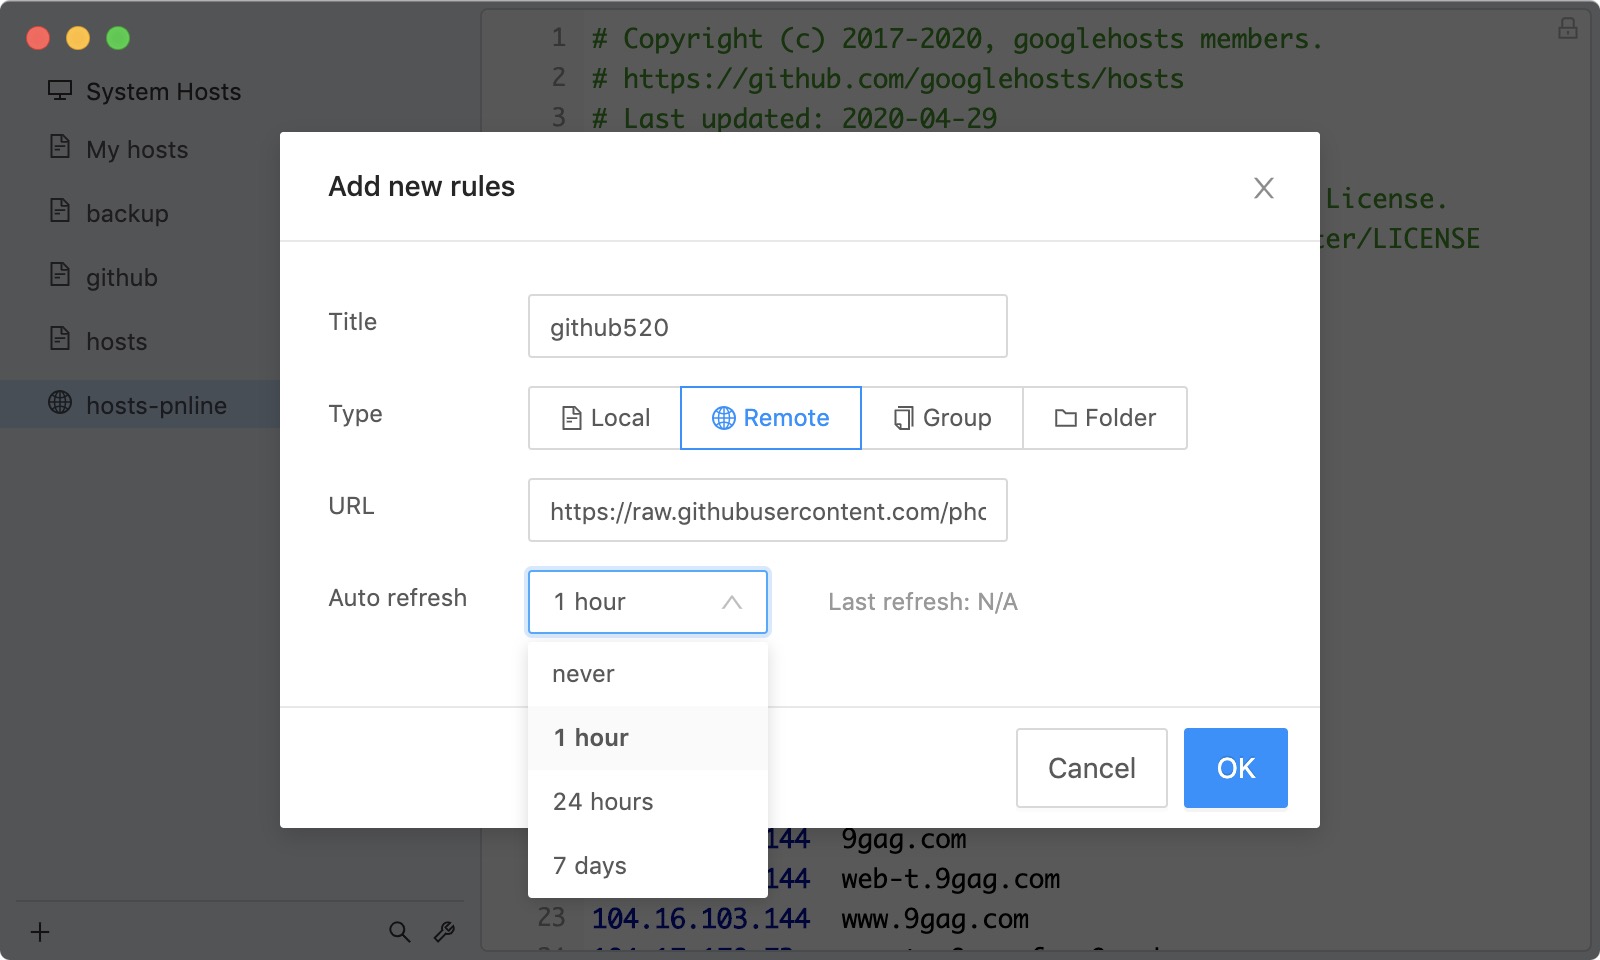 System Hosts
My hosts
backup
github
hosts
hosts-pnline
1 # Copyright (c) 2017-2020, googlehosts members.
2 # https://github.com/googlehosts/hosts
3 # Last updated: 2020-04-29
License.
ter/LICENSE
Add new rules
Title
github520
Type
Local Remote Group Folder
URL
https://raw.githubusercontent.com/phc
Auto refresh
1 hour
Last refresh: N/A
never
1 hour
24 hours
7 days
Cancel OK
144 9gag.com
144 web-t.9gag.com
23 104.16.103.144 www.9gag.com